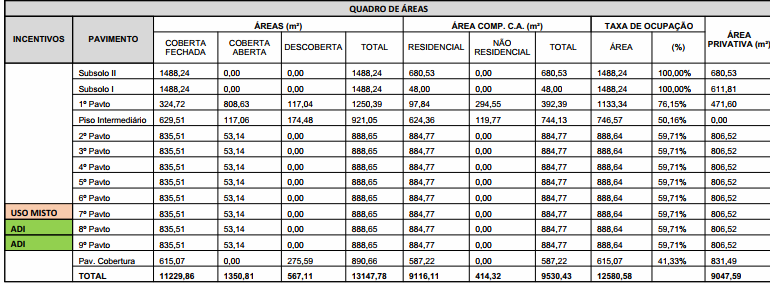 QUADRO DE ÁREAS
INCENTIVOS PAVIMENTO ÁREAS (m²) ÁREA COMP. C.A. (m²) TAXA DE OCUPAÇÃO ÁREA PRIVATIVA (m²)
COBERTA FECHADA COBERTA ABERTA DESCOBERTA TOTAL RESIDENCIAL NÃO RESIDENCIAL TOTAL ÁREA (%)
Subsolo II 1488,24 0,00 0,00 1488,24 680,53 0,00 680,53 1488,24 100,00% 680,53
Subsolo I 1488,24 0,00 0,00 1488,24 48,00 0,00 48,00 1488,24 100,00% 611,81
1º Pavto 324,72 808,63 117,04 1250,39 97,84 294,55 392,39 1133,34 76,15% 471,60
Piso Intermediário 629,51 117,06 174,48 921,05 624,36 119,77 744,13 746,57 50,16% 0,00
2º Pavto 835,51 53,14 0,00 888,65 884,77 0,00 884,77 888,64 59,71% 806,52
3º Pavto 835,51 53,14 0,00 888,65 884,77 0,00 884,77 888,64 59,71% 806,52
4º Pavto 835,51 53,14 0,00 888,65 884,77 0,00 884,77 888,64 59,71% 806,52
5º Pavto 835,51 53,14 0,00 888,65 884,77 0,00 884,77 888,64 59,71% 806,52
6º Pavto 835,51 53,14 0,00 888,65 884,77 0,00 884,77 888,64 59,71% 806,52
USO MISTO 7º Pavto 835,51 53,14 0,00 888,65 884,77 0,00 884,77 888,64 59,71% 806,52
ADI 8º Pavto 835,51 53,14 0,00 888,65 884,77 0,00 884,77 888,64 59,71% 806,52
ADI 9º Pavto 835,51 53,14 0,00 888,65 884,77 0,00 884,77 888,64 59,71% 806,52
Pav. Cobertura 615,07 0,00 275,59 890,66 587,22 0,00 587,22 615,07 41,33% 831,49
TOTAL 11229,86 1350,81 567,11 13147,78 9116,11 414,32 9530,43 12580,58 9047,59